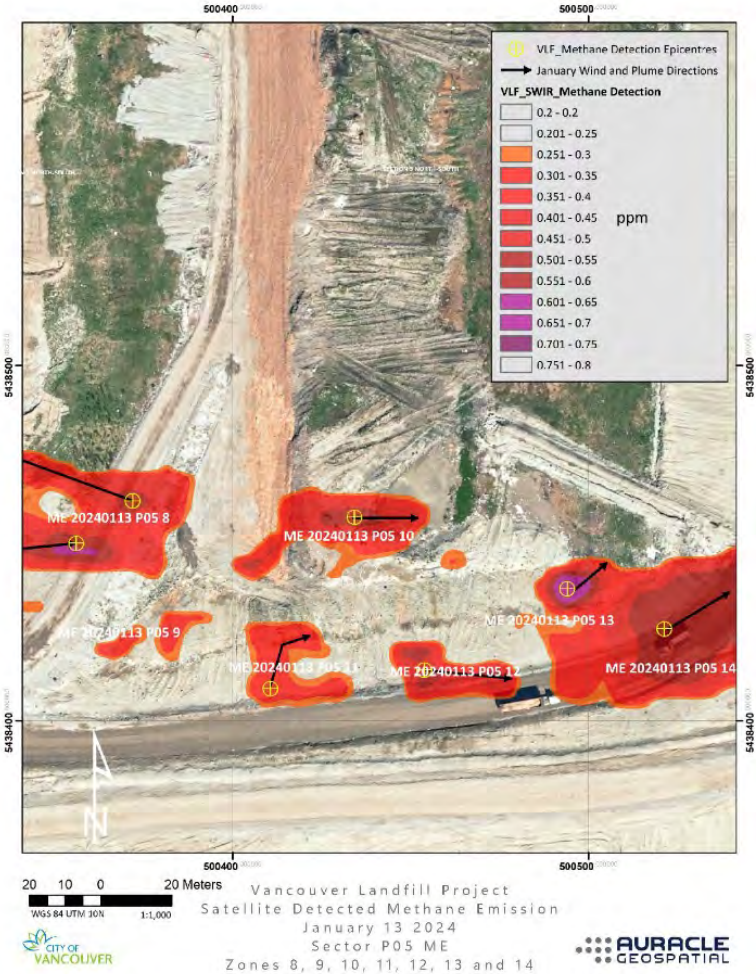 500400
500500
VLF_Methane Detection Epicentres
January Wind and Plume Directions
VLF_SWIR_Methane Detection
0.2 - 0.2
0.201 - 0.25
0.251 - 0.3
0.301 - 0.35
0.351 - 0.4
0.401 - 0.45
ppm
0.451 - 0.5
0.501 - 0.55
0.551 - 0.6
0.601 - 0.65
0.651 - 0.7
0.701 - 0.75
0.751 - 0.8
5438500
5438500
ME 20240113 P05 8
ME 20240113 P05 10
ME 20240113 P05 9
ME 20240113 P05 13
ME 20240113 P05 11
ME 20240113 P05 12
ME 20240113 P05 14
5438400
5438400
N
500400
500500
20 10 0 20 Meters
WGS 84 UTM 10N 1:1,000
Vancouver Landfill Project
Satellite Detected Methane Emission
January 13 2024
Sector P05 ME
Zones 8, 9, 10, 11, 12, 13 and 14
CITY OF
VANCOUVER
AURACLE
GEOSPATIAL